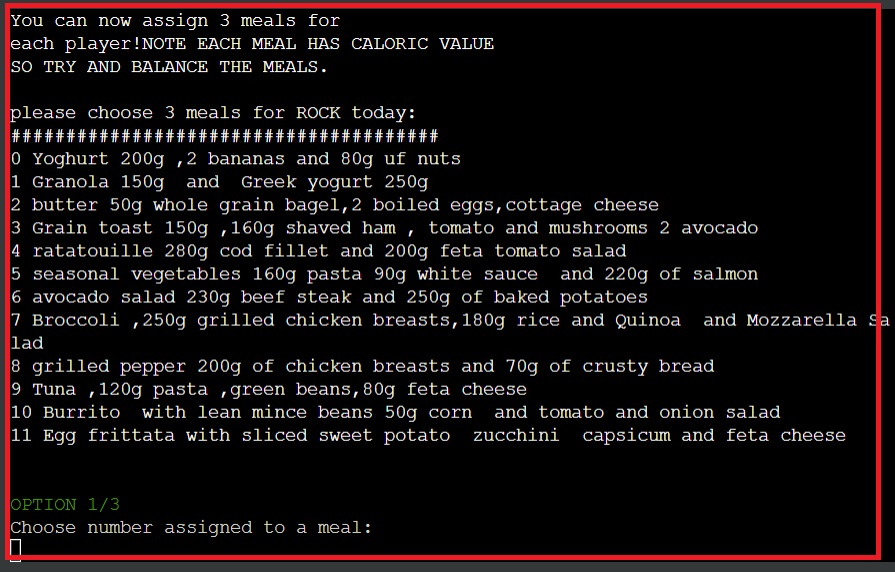 You can now assign 3 meals for
each player!NOTE EACH MEAL HAS CALORIC VALUE
SO TRY AND BALANCE THE MEALS.
please choose 3 meals for ROCK today:
#######################################
0 Yoghurt 200g ,2 bananas and 80g uf nuts
1 Granola 150g  and  Greek yogurt 250g
2 butter 50g whole grain bagel,2 boiled eggs,cottage cheese
3 Grain toast 150g ,160g shaved ham , tomato and mushrooms 2 avocado
4 ratatouille 280g cod fillet and 200g feta tomato salad
5 seasonal vegetables 160g pasta 90g white sauce  and 220g of salmon
6 avocado salad 230g beef steak and 250g of baked potatoes
7 Broccoli ,250g grilled chicken breasts,180g rice and Quinoa  and Mozzarella Sa
lad
8 grilled pepper 200g of chicken breasts and 70g of crusty bread
9 Tuna ,120g pasta ,green beans,80g feta cheese
10 Burrito  with lean mince beans 50g corn  and tomato and onion salad
11 Egg frittata with sliced sweet potato  zucchini  capsicum and feta cheese
OPTION 1/3
Choose number assigned to a meal: